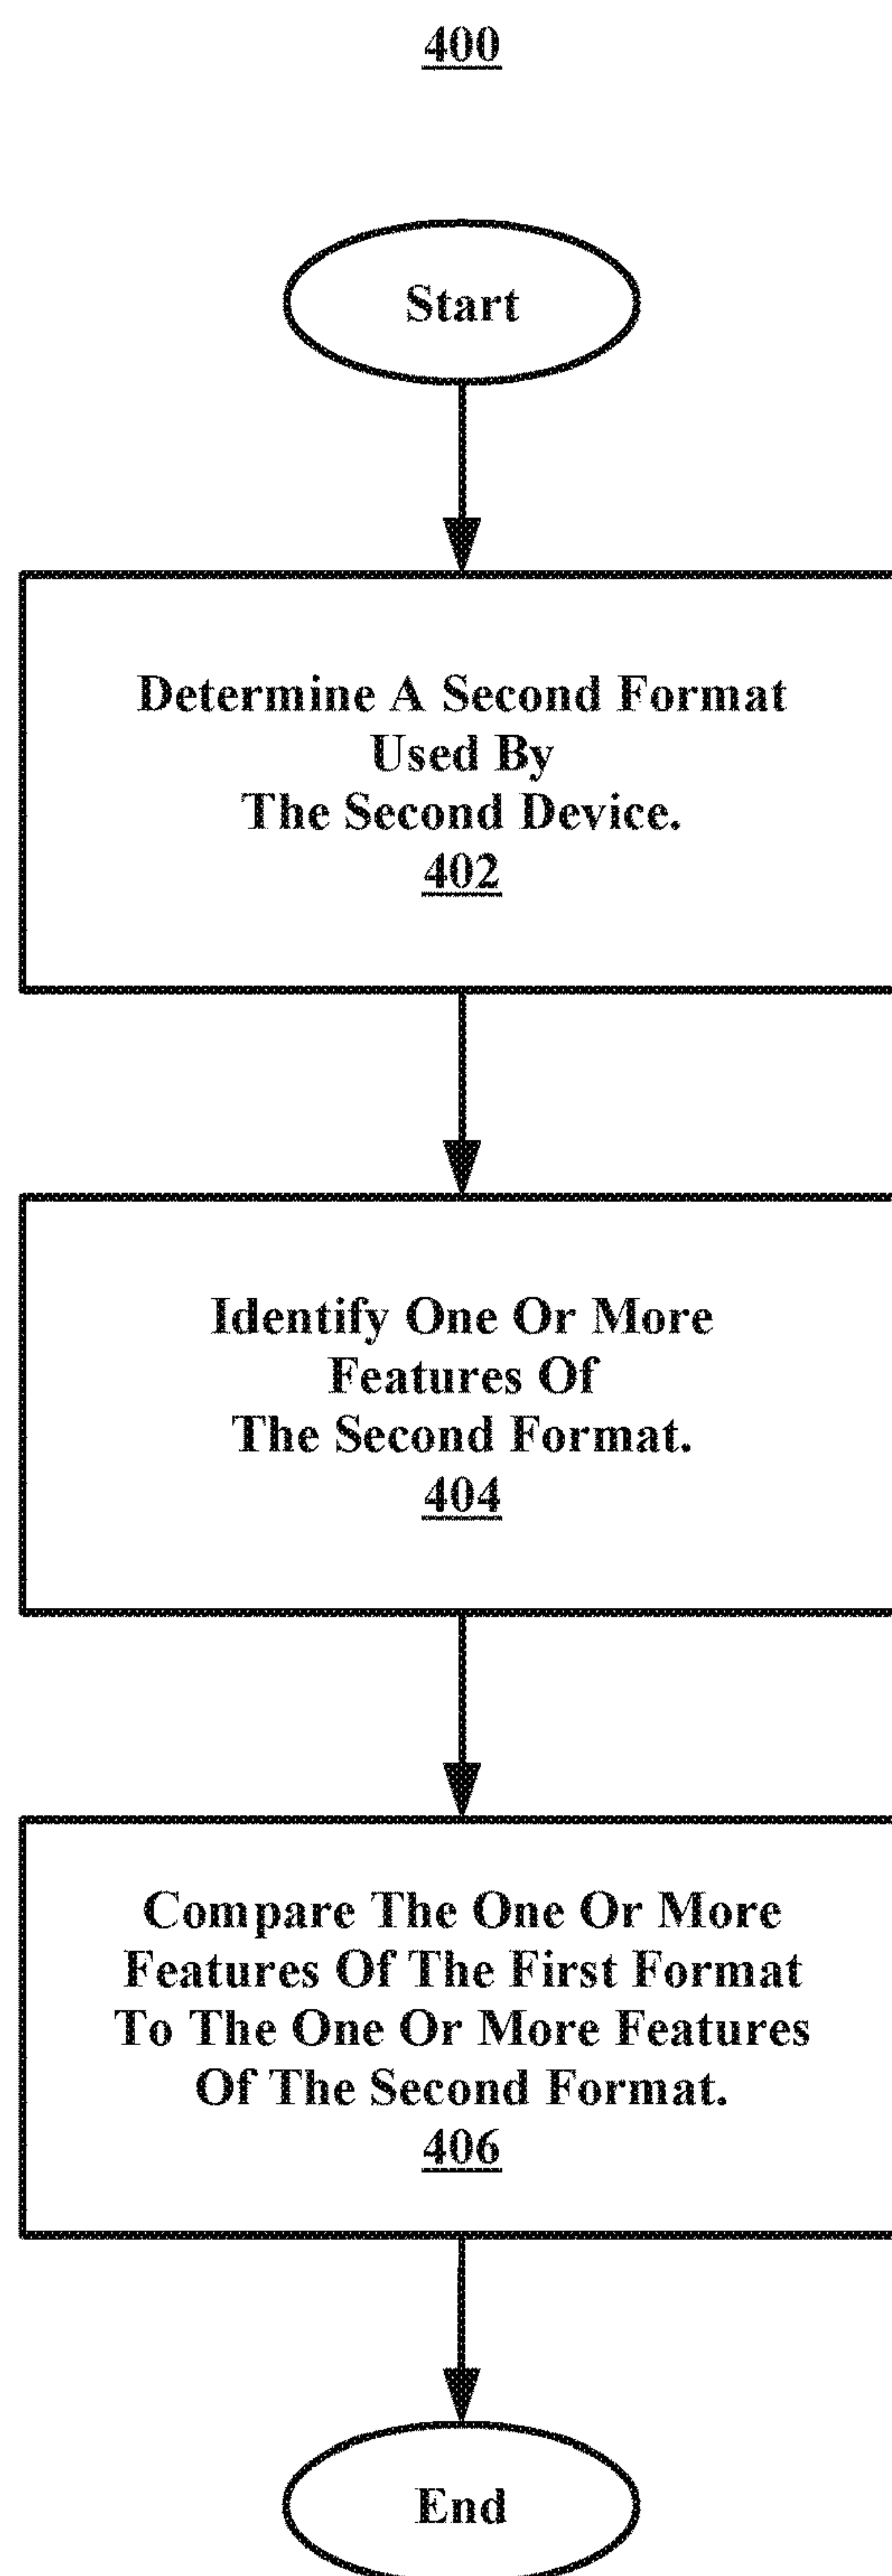 400
Start
Determine A Second Format
Used By
The Second Device.
402
Identify One Or More
Features Of
The Second Format.
404
Compare The One Or More
Features Of The First Format
To The One Or More Features
Of The Second Format.
406
End